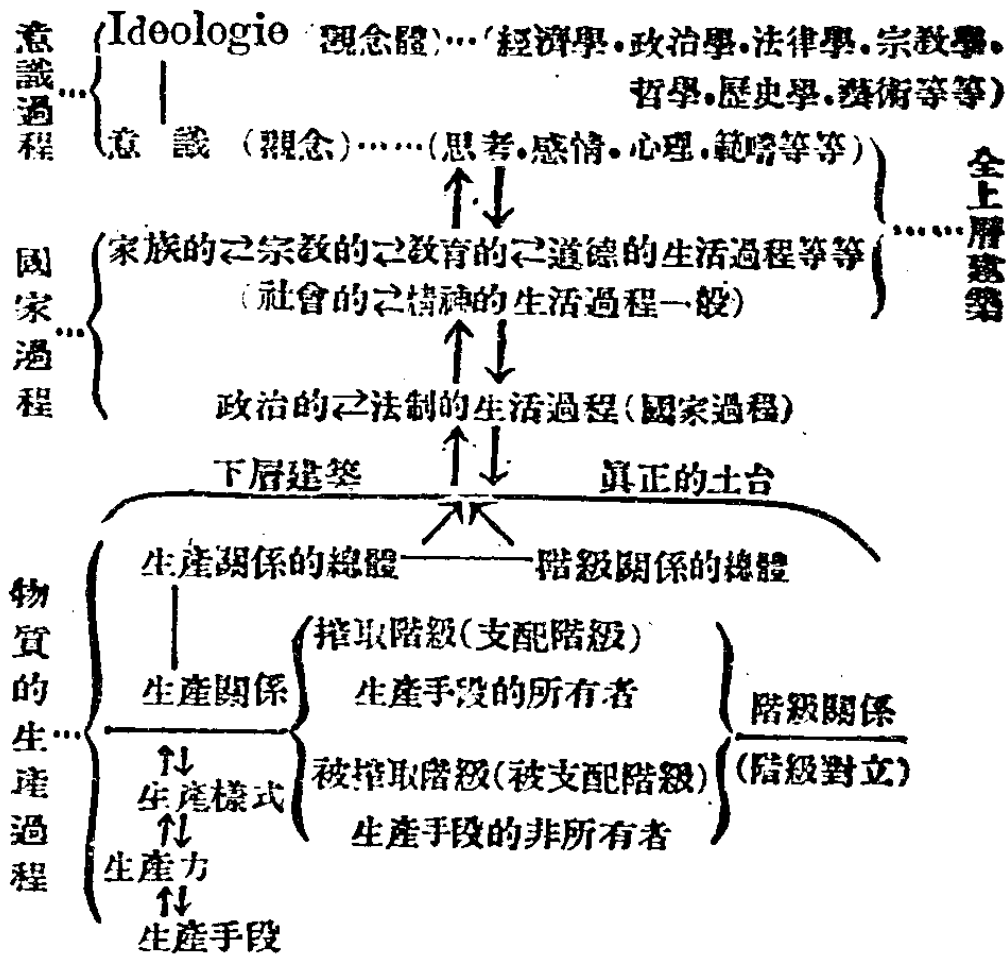 意識過程
Ideologie 觀念體)…(經濟學・政治學・法律學・宗教學・
哲學・歷史學・藝術等等)
意識 (觀念)……(思考・感情・心理・範疇等等)
全上層建築
國家過程
家族的⇄宗教的⇄教育的⇄道德的生活過程等等
(社會的⇄精神的生活過程一般)
政治的⇄法制的生活過程(國家過程)
下層建築
眞正的土台
物質的生產過程
生產關係的總體——階級關係的總體
搾取階級(支配階級)
生產關係
生產手段的所有者
階級關係
被搾取階級(被支配階級)
(階級對立)
生產樣式
生產手段的非所有者
生產力
生產手段